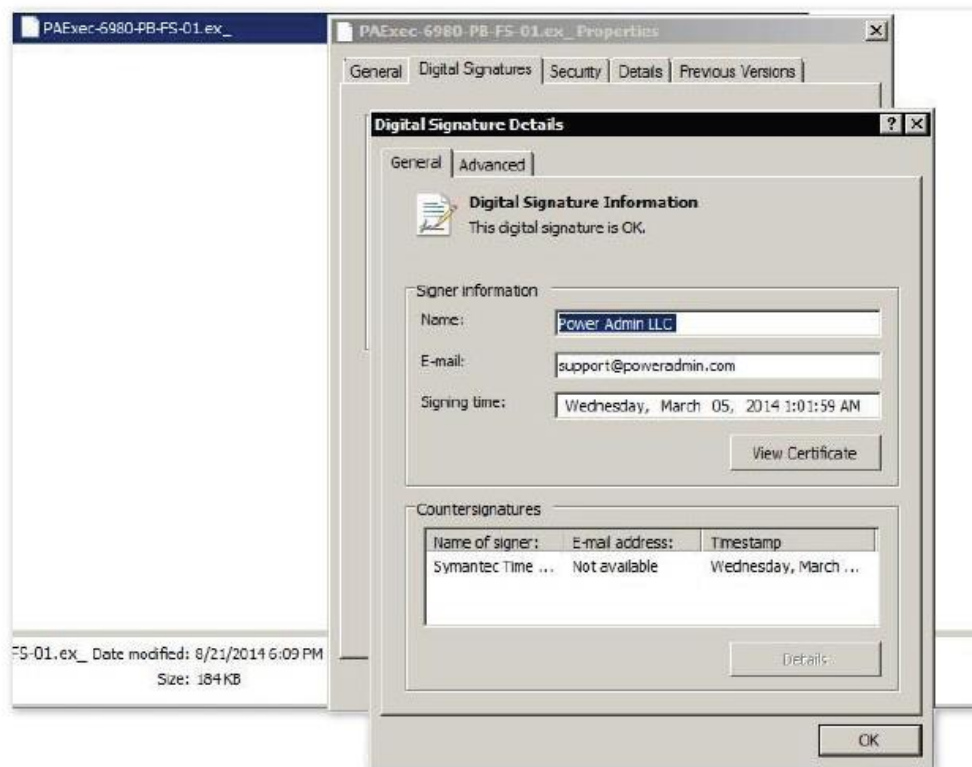 PAExec-6980-PB-FS-01.ex_
PAExec-6980-PB-FS-01.ex_ Properties
General Digital Signatures Security Details Previous Versions
Digital Signature Details
General Advanced
Digital Signature Information
This digital signature is OK.
Signer information
Name: Power Admin LLC
E-mail: support@poweradmin.com
Signing time: Wednesday, March 05, 2014 1:01:59 AM
View Certificate
Countersignatures
Name of signer: E-mail address: Timestamp
Symantec Time ... Not available Wednesday, March ...
FS-01.ex_ Date modified: 8/21/2014 6:09 PM
Size: 184 KB
Details
OK